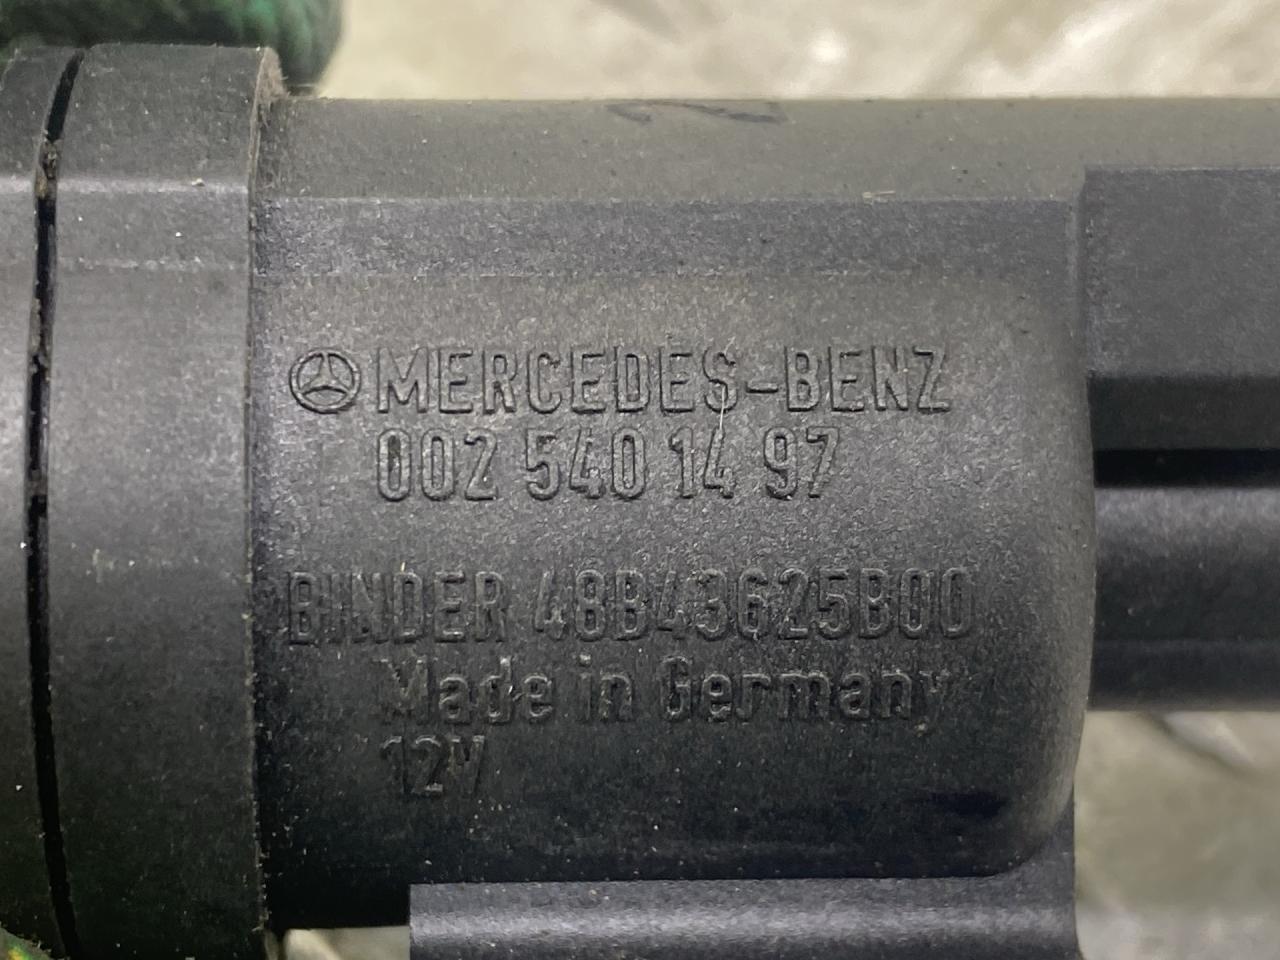 MERCEDES-BENZ
002 540 14 97
BINDER 48B43625B00
Made in Germany
12V